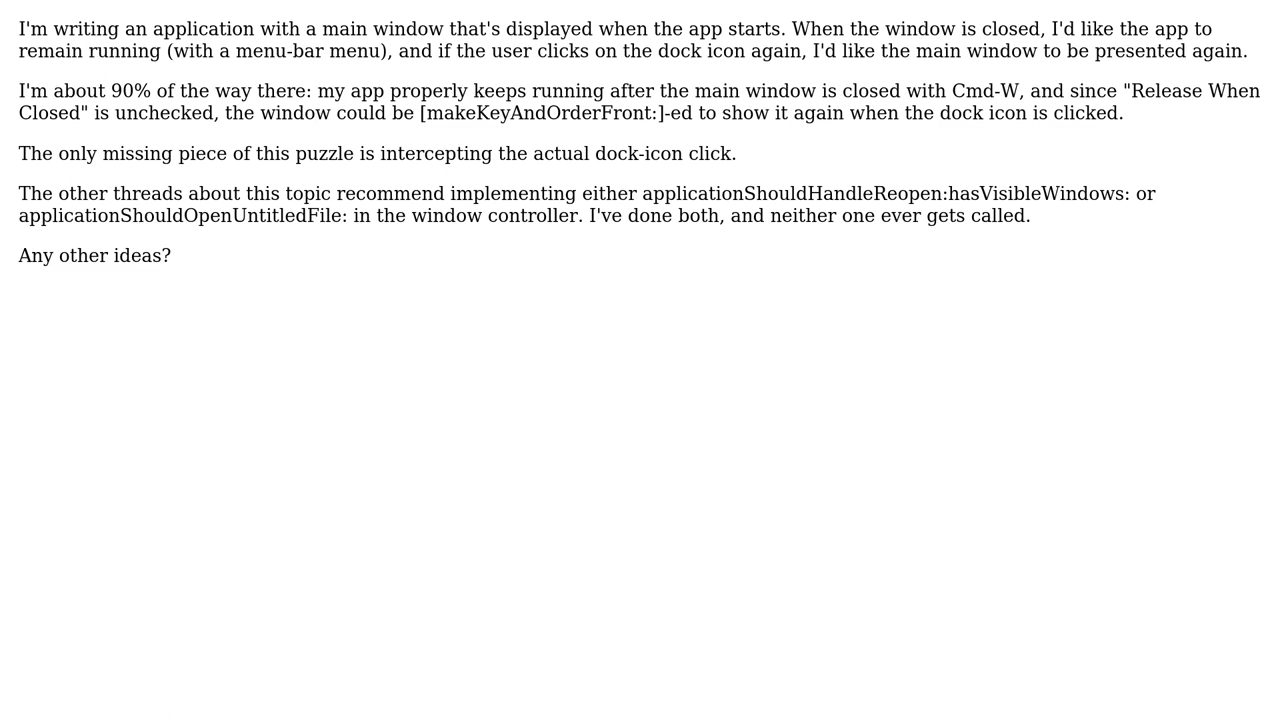 I'm writing an application with a main window that's displayed when the app starts. When the window is closed, I'd like the app to
remain running (with a menu-bar menu), and if the user clicks on the dock icon again, I'd like the main window to be presented again.
I'm about 90% of the way there: my app properly keeps running after the main window is closed with Cmd-W, and since "Release When
Closed" is unchecked, the window could be [makeKeyAndOrderFront:]-ed to show it again when the dock icon is clicked.
The only missing piece of this puzzle is intercepting the actual dock-icon click.
The other threads about this topic recommend implementing either applicationShouldHandleReopen:hasVisibleWindows: or
applicationShouldOpenUntitledFile: in the window controller. I've done both, and neither one ever gets called.
Any other ideas?